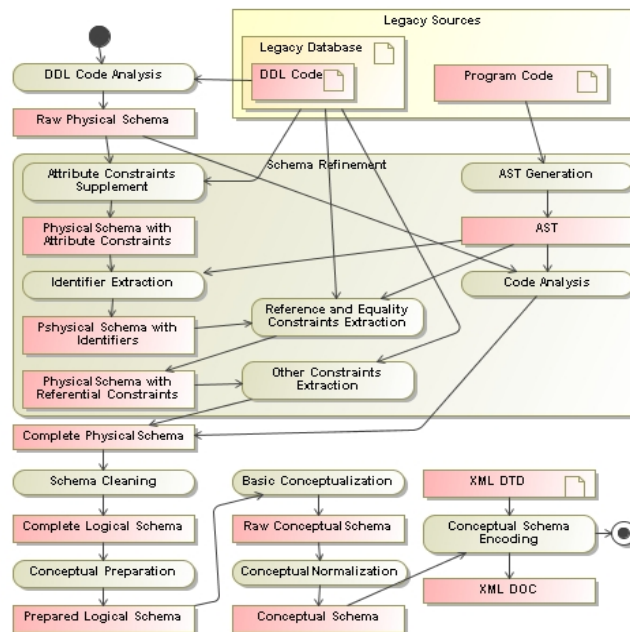 Legacy Sources
Legacy Database
DDL Code
Program Code
DDL Code Analysis
Raw Physical Schema
Schema Refinement
Attribute Constraints
Supplement
AST Generation
Physical Schema with
Attribute Constraints
AST
Identifier Extraction
Code Analysis
Pshysical Schema with
Identifiers
Reference and Equality
Constraints Extraction
Physical Schema with
Referential Constraints
Other Constraints
Extraction
Complete Physical Schema
Schema Cleaning
Basic Conceptualization
XML DTD
Complete Logical Schema
Raw Conceptual Schema
Conceptual Schema
Encoding
Conceptual Preparation
Conceptual Normalization
Prepared Logical Schema
Conceptual Schema
XML DOC